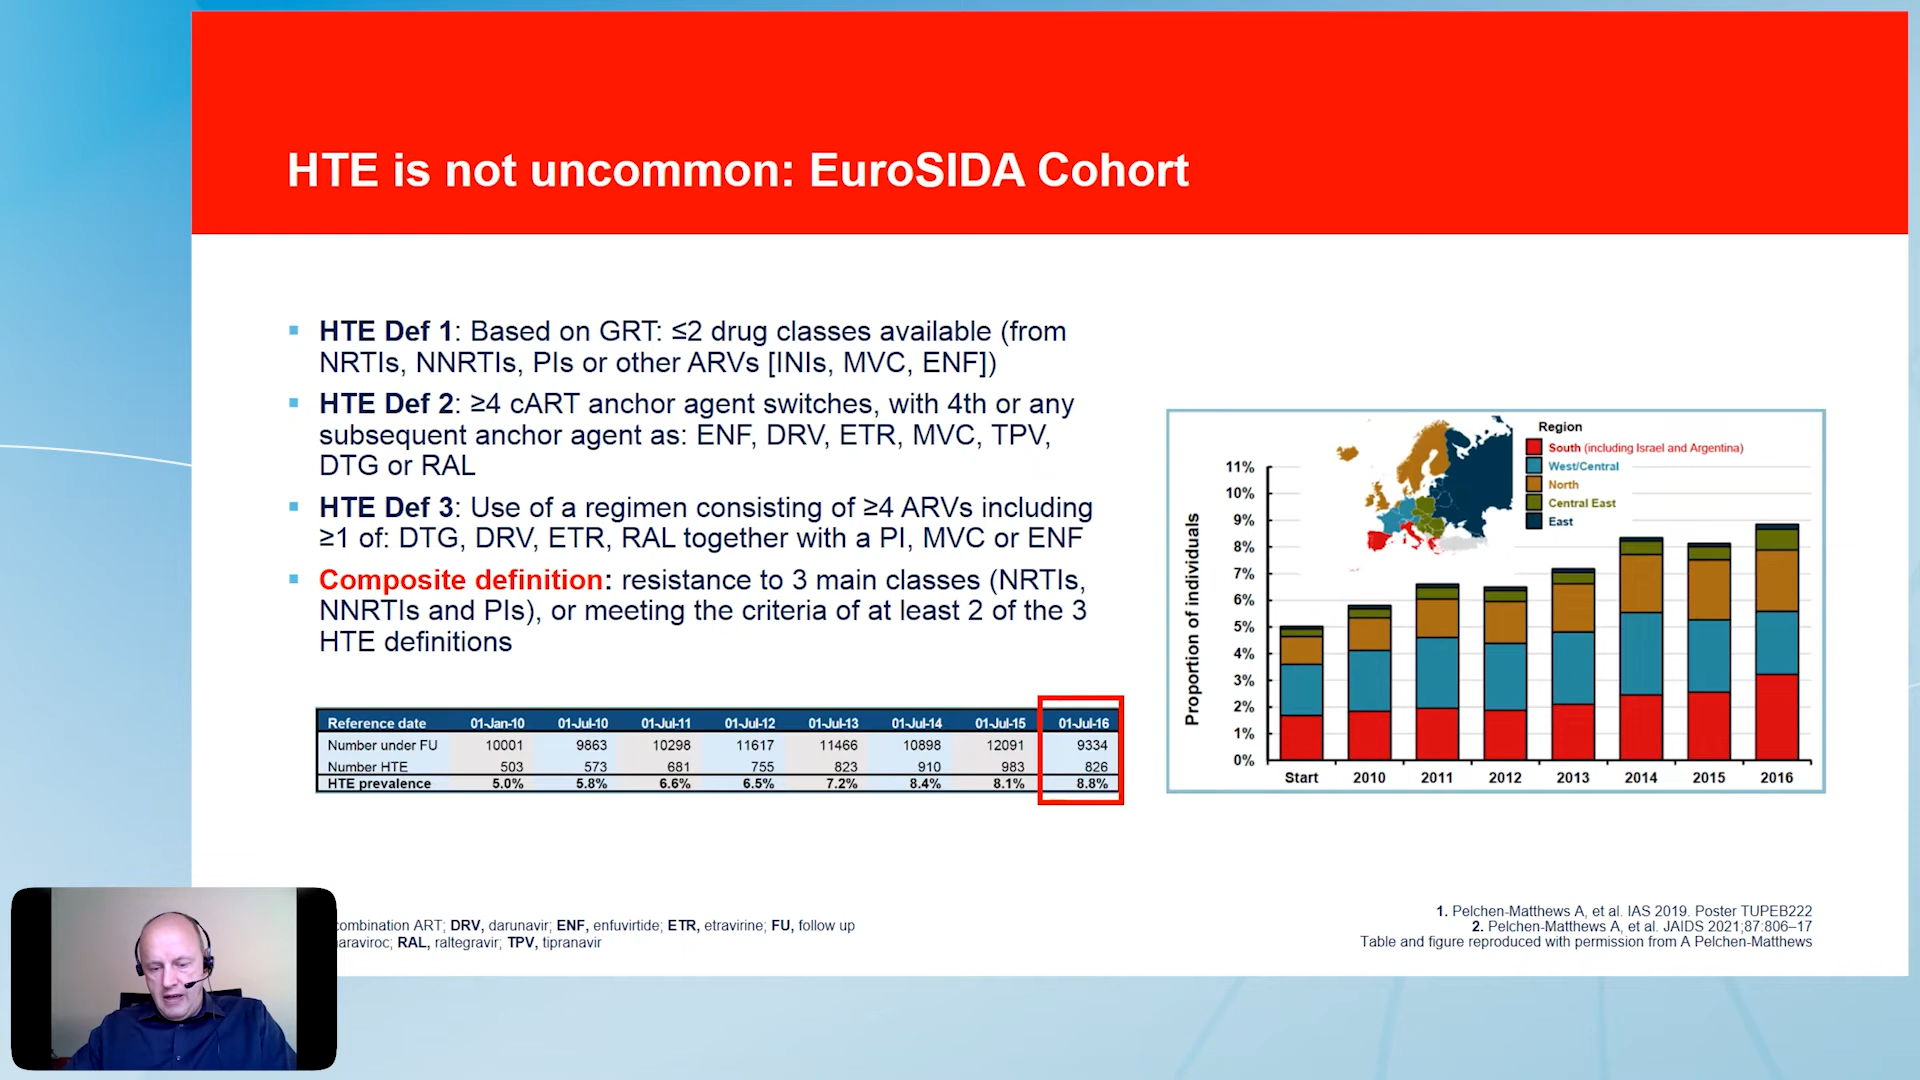 HTE is not uncommon: EuroSIDA Cohort
HTE Def 1: Based on GRT: ≤2 drug classes available (from
NRTIs, NNRTIs, PIs or other ARVs [INIs, MVC, ENF])
HTE Def 2: ≥4 cART anchor agent switches, with 4th or any
subsequent anchor agent as: ENF, DRV, ETR, MVC, TPV,
DTG or RAL
HTE Def 3: Use of a regimen consisting of ≥4 ARVs including
≥1 of: DTG, DRV, ETR, RAL together with a PI, MVC or ENF
Composite definition: resistance to 3 main classes (NRTIs,
NNRTIs and PIs), or meeting the criteria of at least 2 of the 3
HTE definitions
Reference date 01-Jan-10 01-Jul-10 01-Jul-11 01-Jul-12 01-Jul-13 01-Jul-14 01-Jul-15 01-Jul-16
Number under FU 10001 9863 10298 11617 11466 10898 12091 9334
Number HTE 503 573 681 755 823 910 983 826
HTE prevalence 5.0% 5.8% 6.6% 6.5% 7.2% 8.4% 8.1% 8.8%
Region
South (including Israel and Argentina)
West/Central
North
Central East
East
Proportion of individuals
11%
10%
9%
8%
7%
6%
5%
4%
3%
2%
1%
0%
Start 2010 2011 2012 2013 2014 2015 2016
combination ART; DRV, darunavir; ENF, enfuvirtide; ETR, etravirine; FU, follow up
RAL, raltegravir; TPV, tipranavir
1. Pelchen-Matthews A, et al. IAS 2019. Poster TUPEB222
2. Pelchen-Matthews A, et al. JAIDS 2021;87:806–17
Table and figure reproduced with permission from A Pelchen-Matthews